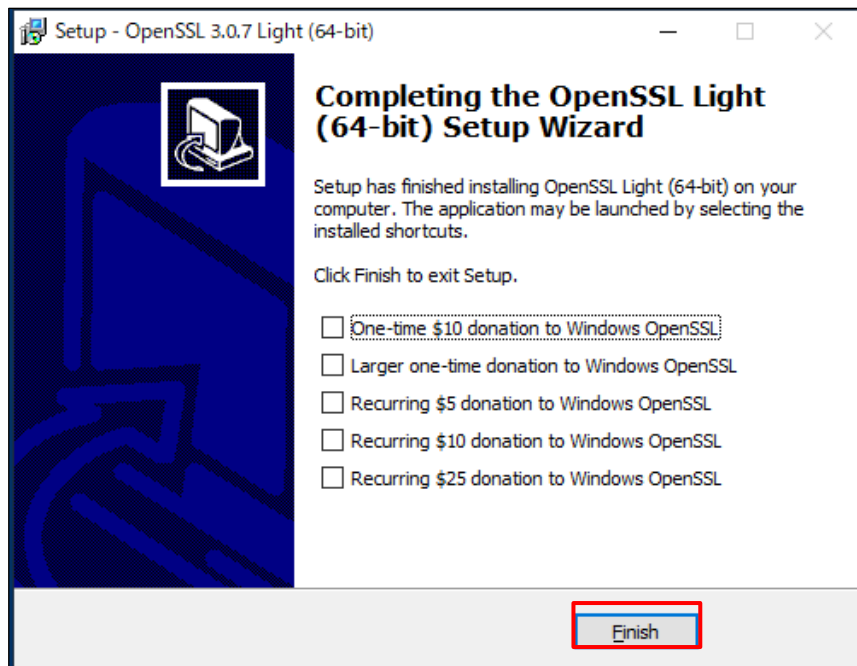 Setup - OpenSSL 3.0.7 Light (64-bit)
Completing the OpenSSL Light
(64-bit) Setup Wizard
Setup has finished installing OpenSSL Light (64-bit) on your
computer. The application may be launched by selecting the
installed shortcuts.
Click Finish to exit Setup.
One-time $10 donation to Windows OpenSSL
Larger one-time donation to Windows OpenSSL
Recurring $5 donation to Windows OpenSSL
Recurring $10 donation to Windows OpenSSL
Recurring $25 donation to Windows OpenSSL
Finish